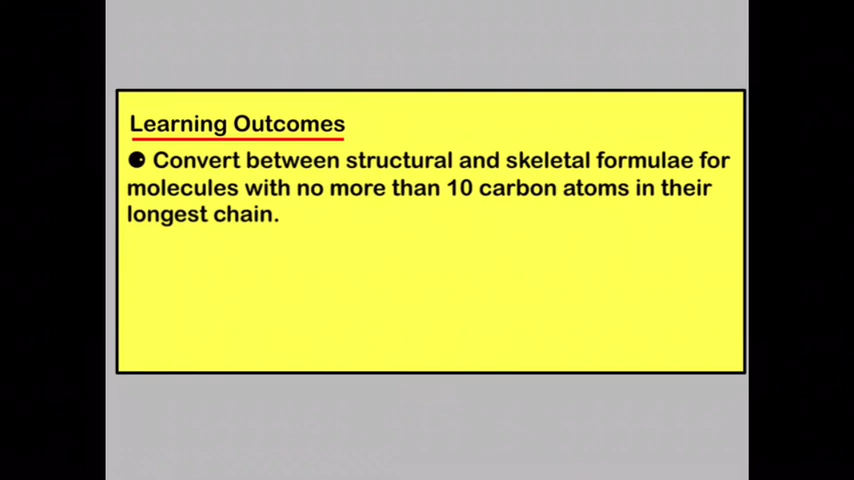 Learning Outcomes
● Convert between structural and skeletal formulae for
molecules with no more than 10 carbon atoms in their
longest chain.